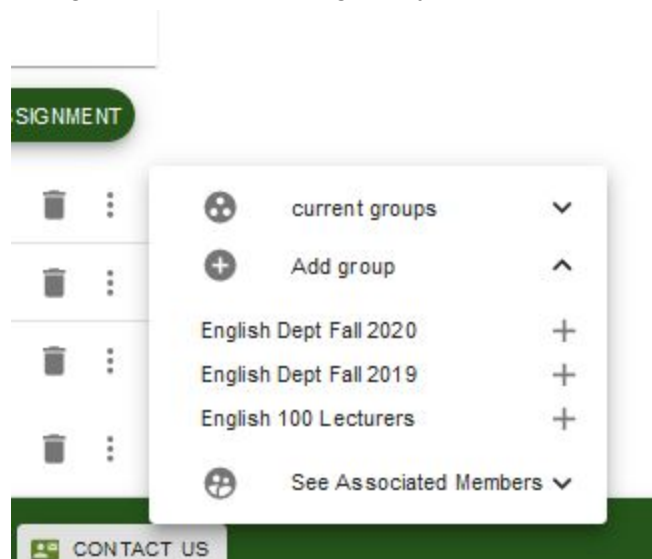 SSIGNMENT
current groups
Add group
English Dept Fall 2020
English Dept Fall 2019
English 100 Lecturers
See Associated Members
CONTACT US